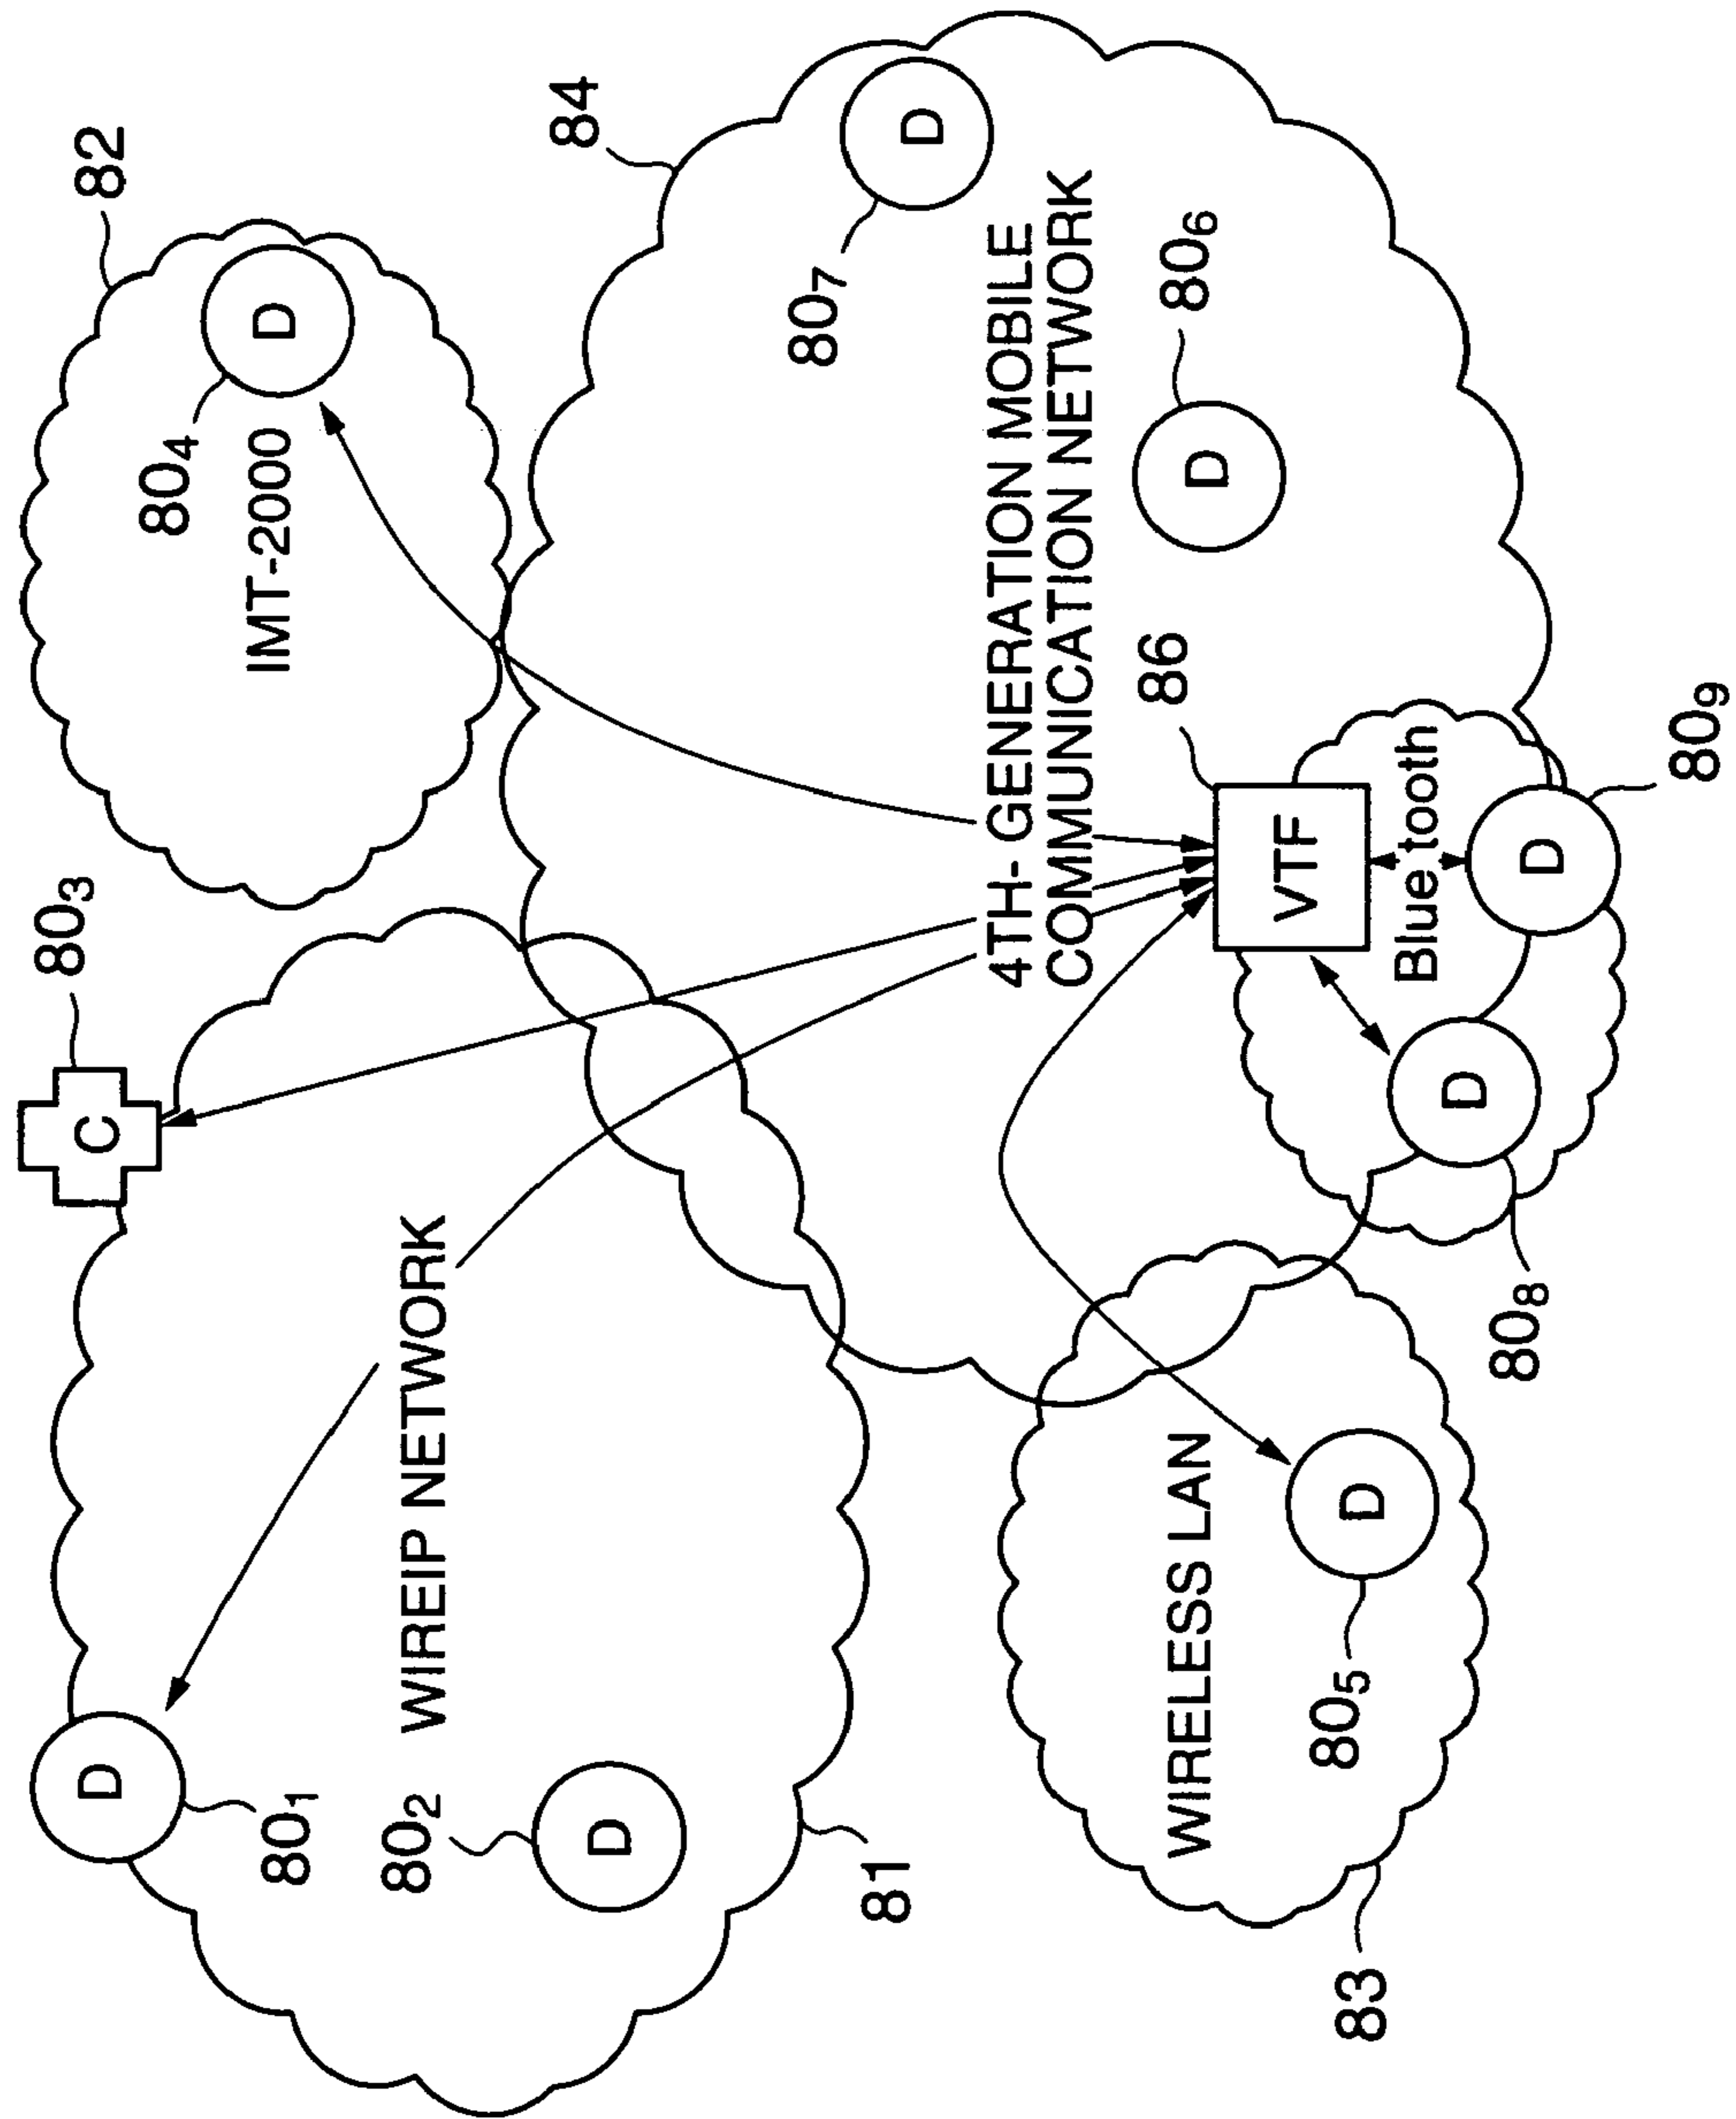 80₃
C
82
80₄
D
IMT-2000
84
D
80₁
80₂
D
WIREIP NETWORK
81
80₇
D
4TH- GENERATION MOBILE
COMMUNICATION NETWORK
86
80₆
D
VTF
Blue tooth
WIRELESS LAN
80₅
D
83
D
80₈
D
80₉